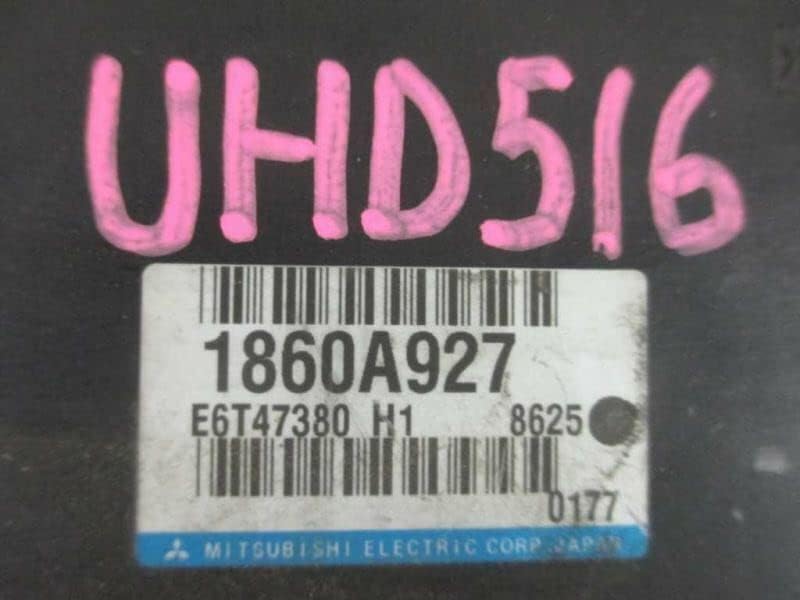 UHD516
1860A927
E6T47380 H1 8625
0177
MITSUBISHI ELECTRIC CORP. JAPAN